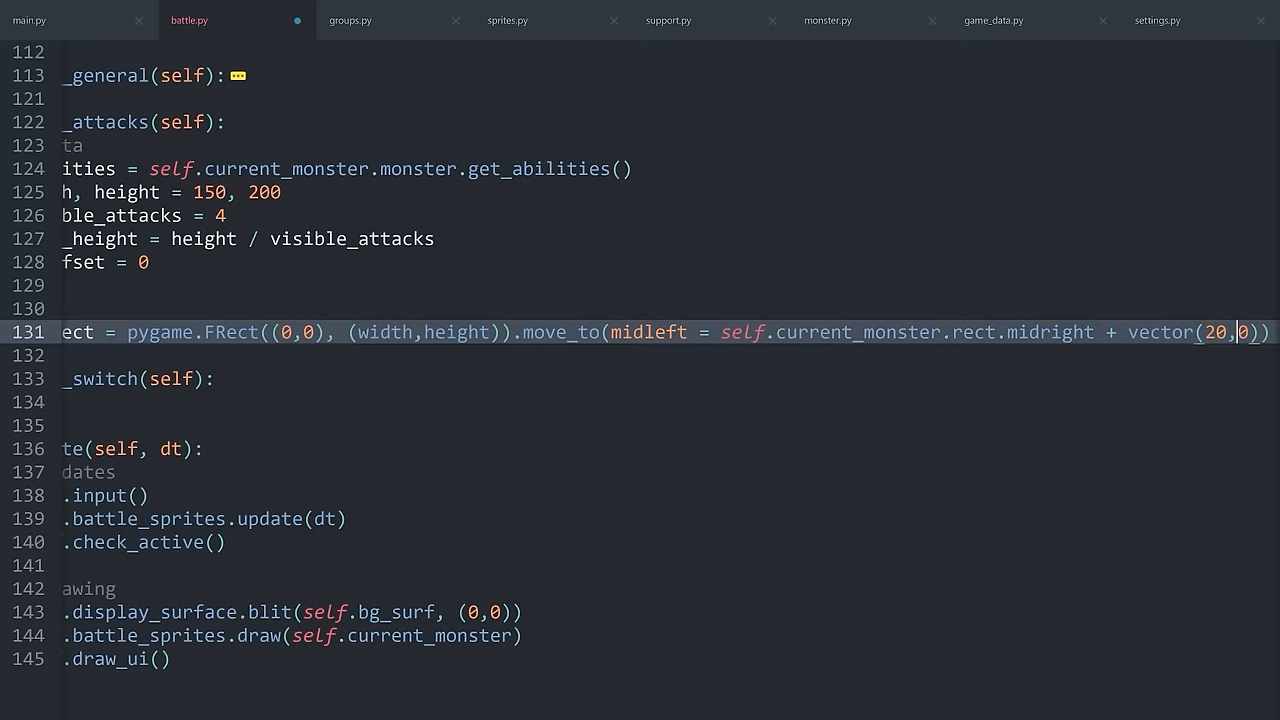 main.py battle.py groups.py sprites.py support.py monster.py game_data.py settings.py
112
113 _general(self):
121
122 _attacks(self):
123 ta
124 ities = self.current_monster.monster.get_abilities()
125 h, height = 150, 200
126 ble_attacks = 4
127 _height = height / visible_attacks
128 fset = 0
129
130
131 ect = pygame.FRect((0,0), (width,height)).move_to(midleft = self.current_monster.rect.midright + vector(20,0))
132
133 _switch(self):
134
135
136 te(self, dt):
137 dates
138 .input()
139 .battle_sprites.update(dt)
140 .check_active()
141
142 awing
143 .display_surface.blit(self.bg_surf, (0,0))
144 .battle_sprites.draw(self.current_monster)
145 .draw_ui()